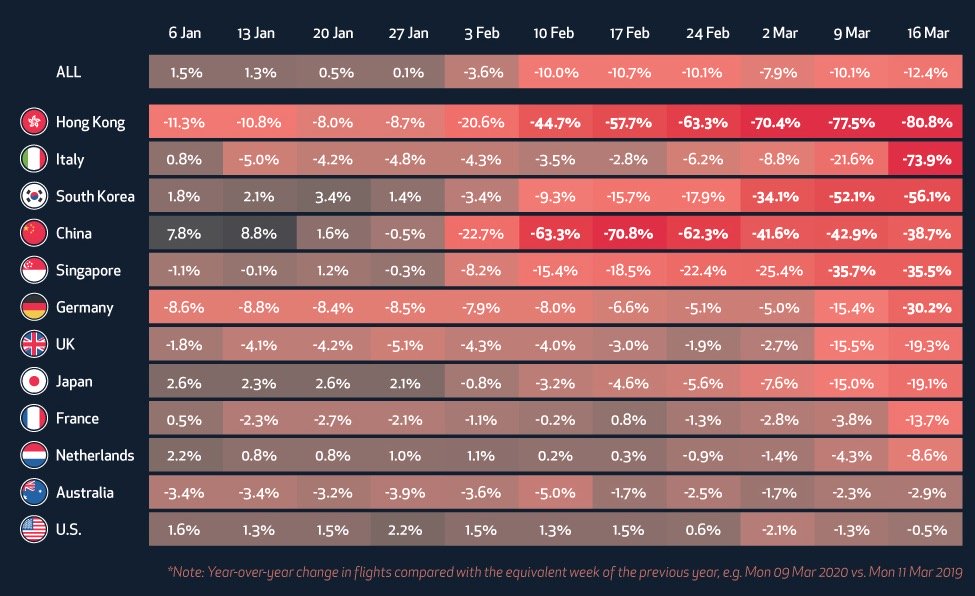 6 Jan 13 Jan 20 Jan 27 Jan 3 Feb 10 Feb 17 Feb 24 Feb 2 Mar 9 Mar 16 Mar
ALL 1.5% 1.3% 0.5% 0.1% -3.6% -10.0% -10.7% -10.1% -7.9% -10.1% -12.4%
Hong Kong -11.3% -10.8% -8.0% -8.7% -20.6% -44.7% -57.7% -63.3% -70.4% -77.5% -80.8%
Italy 0.8% -5.0% -4.2% -4.8% -4.3% -3.5% -2.8% -6.2% -8.8% -21.6% -73.9%
South Korea 1.8% 2.1% 3.4% 1.4% -3.4% -9.3% -15.7% -17.9% -34.1% -52.1% -56.1%
China 7.8% 8.8% 1.6% -0.5% -22.7% -63.3% -70.8% -62.3% -41.6% -42.9% -38.7%
Singapore -1.1% -0.1% 1.2% -0.3% -8.2% -15.4% -18.5% -22.4% -25.4% -35.7% -35.5%
Germany -8.6% -8.8% -8.4% -8.5% -7.9% -8.0% -6.6% -5.1% -5.0% -15.4% -30.2%
UK -1.8% -4.1% -4.2% -5.1% -4.3% -4.0% -3.0% -1.9% -2.7% -15.5% -19.3%
Japan 2.6% 2.3% 2.6% 2.1% -0.8% -3.2% -4.6% -5.6% -7.6% -15.0% -19.1%
France 0.5% -2.3% -2.7% -2.1% -1.1% -0.2% 0.8% -1.3% -2.8% -3.8% -13.7%
Netherlands 2.2% 0.8% 0.8% 1.0% 1.1% 0.2% 0.3% -0.9% -1.4% -4.3% -8.6%
Australia -3.4% -3.4% -3.2% -3.9% -3.6% -5.0% -1.7% -2.5% -1.7% -2.3% -2.9%
U.S. 1.6% 1.3% 1.5% 2.2% 1.5% 1.3% 1.5% 0.6% -2.1% -1.3% -0.5%
*Note: Year-over-year change in flights compared with the equivalent week of the previous year, e.g. Mon 09 Mar 2020 vs. Mon 11 Mar 2019